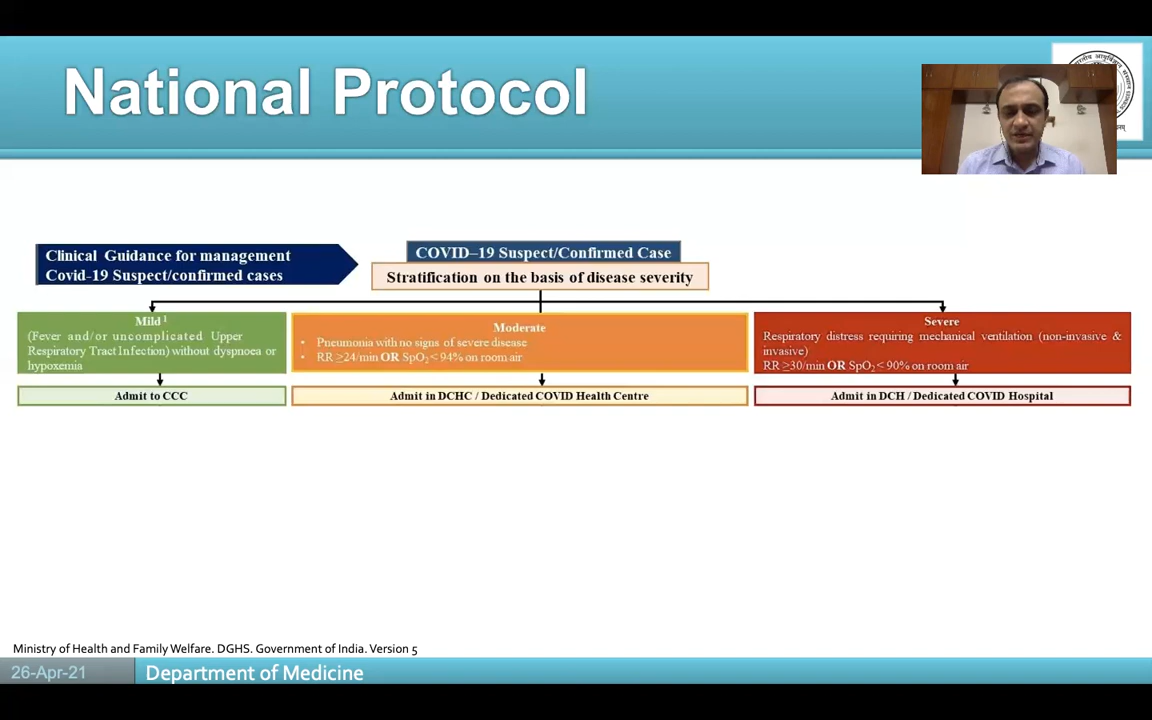 National Protocol
Clinical Guidance for management
Covid-19 Suspect/confirmed cases
COVID–19 Suspect/Confirmed Case
Stratification on the basis of disease severity
Mild 1
(Fever and/or uncomplicated Upper
Respiratory Tract Infection) without dyspnoea or
hypoxemia
Admit to CCC
Moderate
• Pneumonia with no signs of severe disease
• RR ≥24/min OR SpO₂ < 94% on room air
Admit in DCHC / Dedicated COVID Health Centre
Severe
Respiratory distress requiring mechanical ventilation (non-invasive &
invasive)
RR ≥30/min OR SpO₂ < 90% on room air
Admit in DCH / Dedicated COVID Hospital
Ministry of Health and Family Welfare. DGHS. Government of India. Version 5
26-Apr-21
Department of Medicine